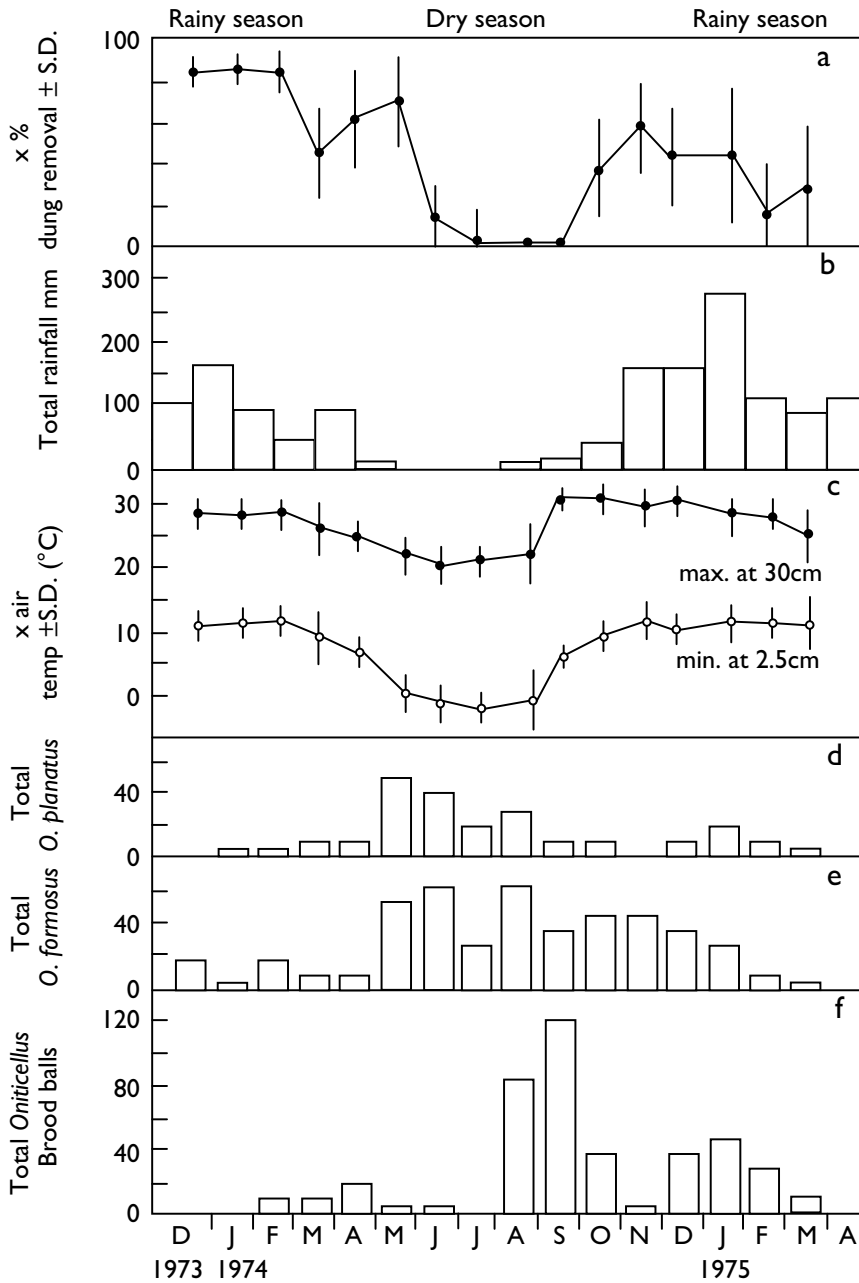 Rainy season Dry season Rainy season
a
100
0
x %
dung removal ± S.D.
b
300
200
100
0
Total rainfall mm
c
30
20
10
0
x air
temp ±S.D. (°C)
max. at 30cm
min. at 2.5cm
d
40
0
Total
O. planatus
e
40
0
Total
O. formosus
f
120
80
40
0
Total Oniticellus
Brood balls
D J F M A M J J A S O N D J F M A
1973 1974 1975